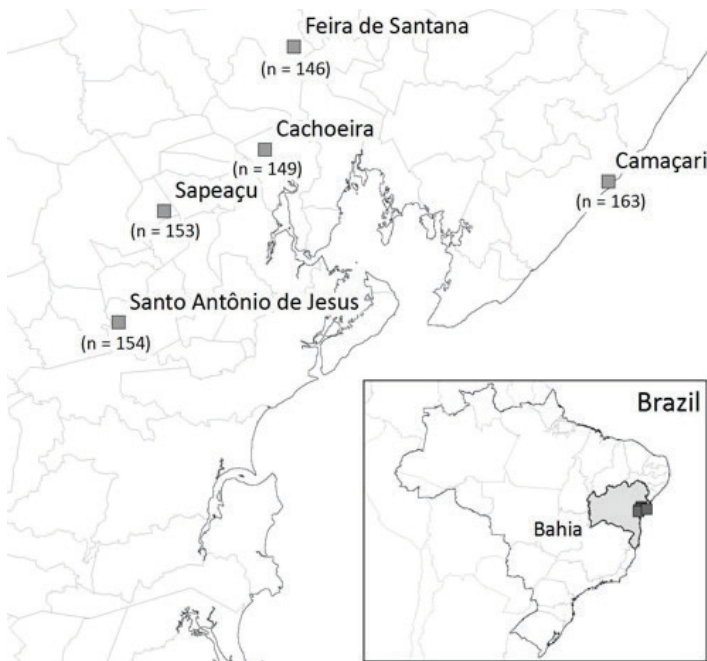 Feira de Santana
(n = 146)
Cachoeira
(n = 149)
Camaçari
(n = 163)
Sapeaçu
(n = 153)
Santo Antônio de Jesus
(n = 154)
Brazil
Bahia